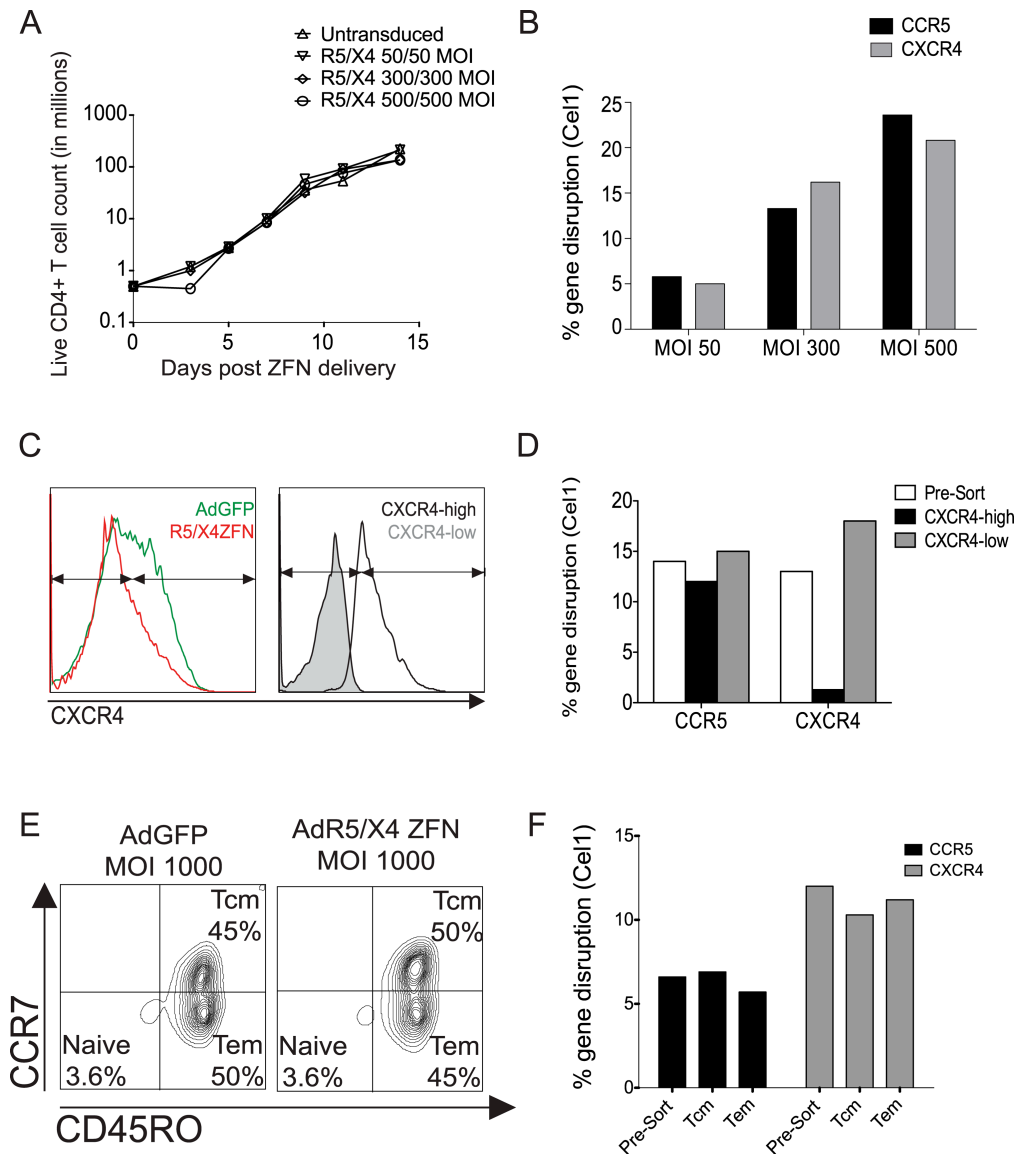 A
Untransduced
R5/X4 50/50 MOI
R5/X4 300/300 MOI
R5/X4 500/500 MOI
Live CD4+ T cell count (in millions)
1000
100
10
1
0.1
0
5
10
15
Days post ZFN delivery
B
CCR5
CXCR4
% gene disruption (Cel1)
25
20
15
10
5
0
MOI 50
MOI 300
MOI 500
C
AdGFP
R5/X4ZFN
CXCR4-high
CXCR4-low
CXCR4
D
Pre-Sort
CXCR4-high
CXCR4-low
% gene disruption (Cel1)
20
15
10
5
0
CCR5
CXCR4
E
AdGFP
MOI 1000
AdR5/X4 ZFN
MOI 1000
Tcm
45%
Naive
3.6%
Tem
50%
Tcm
50%
Naive
3.6%
Tem
45%
CCR7
CD45RO
F
CCR5
CXCR4
% gene disruption (Cel1)
15
10
5
0
Pre-Sort
Tcm
Tem
Pre-Sort
Tcm
Tem